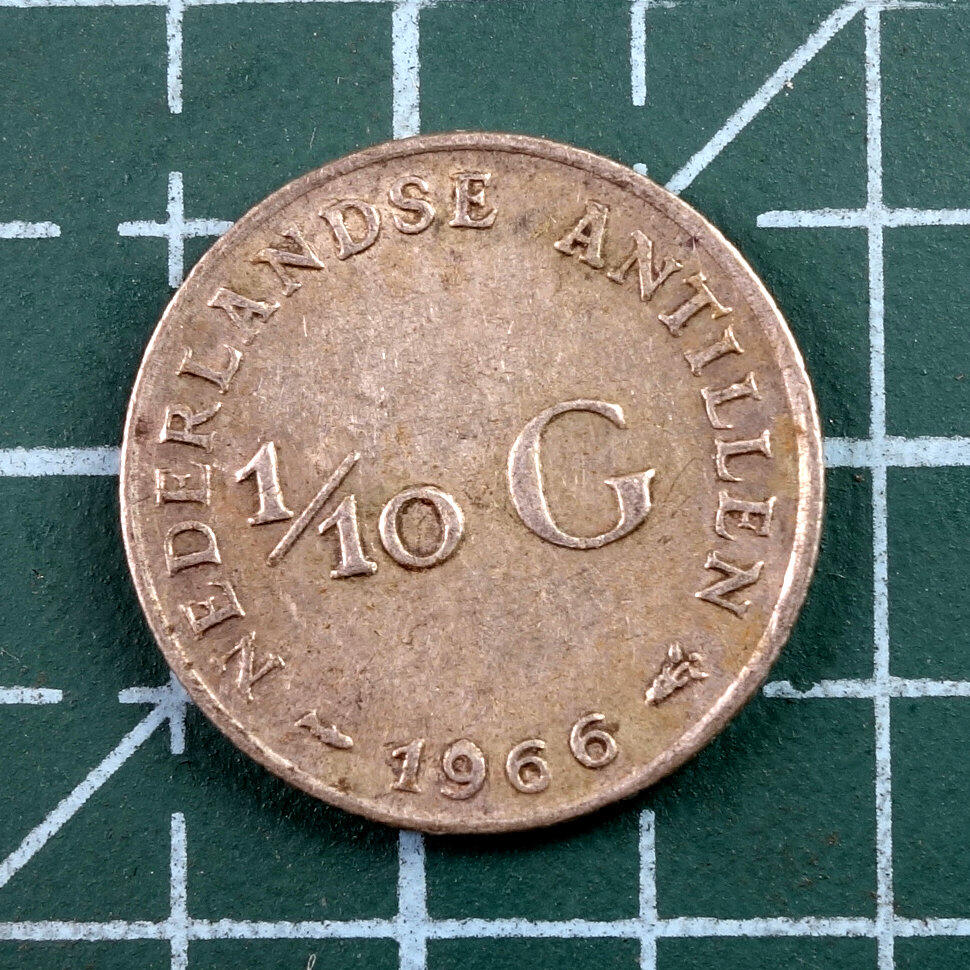 NEDERLANDSE ANTILLEN
1/10 G
1966